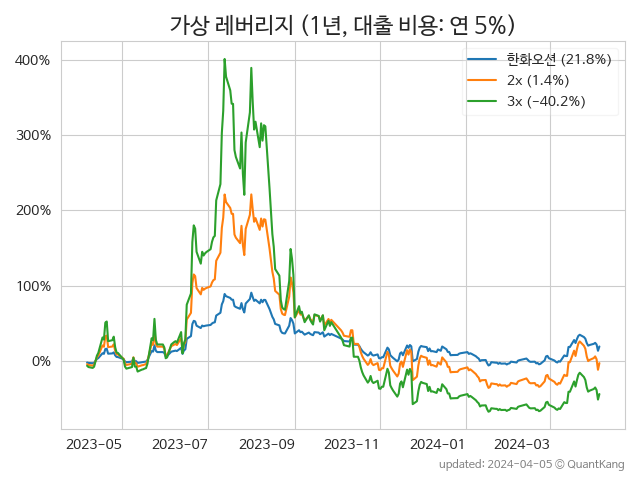 가상 레버리지 (1년, 대출 비용: 연 5%)
한화오션 (21.8%)
2x (1.4%)
3x (−40.2%)
400%
300%
200%
100%
0%
2023-05 2023-07 2023-09 2023-11 2024-01 2024-03
updated: 2024-04-05 © QuantKang